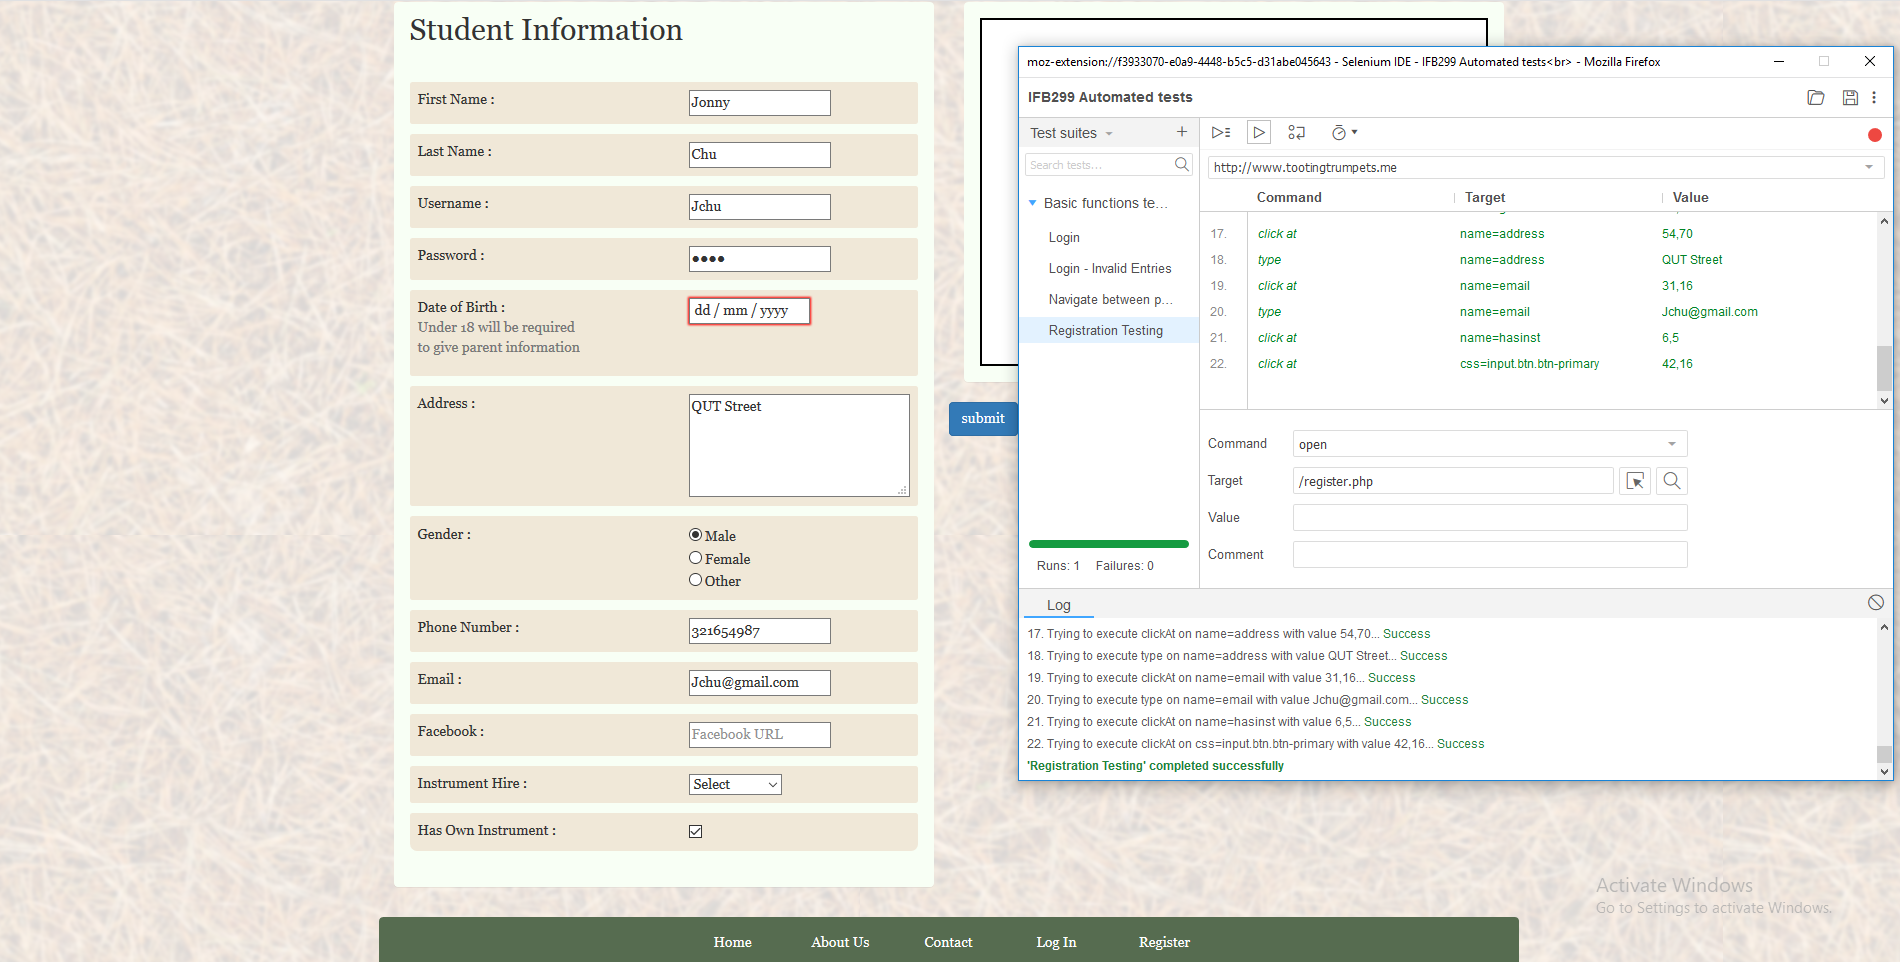 Student Information
First Name :
Jonny
Last Name :
Chu
Username :
Jchu
Password :
Date of Birth :
dd / mm / yyyy
Under 18 will be required
to give parent information
Address :
QUT Street
Gender :
Male
Female
Other
Phone Number :
321654987
Email :
Jchu@gmail.com
Facebook :
Facebook URL
Instrument Hire :
Select
Has Own Instrument :
submit
moz-extension://f3933070-e0a9-4448-b5c5-d31abe045643 - Selenium IDE - IFB299 Automated tests<br> - Mozilla Firefox
IFB299 Automated tests
Test suites
Search tests...
Basic functions te...
Login
Login - Invalid Entries
Navigate between p...
Registration Testing
Runs: 1 Failures: 0
http://www.tootingtrumpets.me
Command Target Value
17. click at name=address 54,70
18. type name=address QUT Street
19. click at name=email 31,16
20. type name=email Jchu@gmail.com
21. click at name=hasinst 6,5
22. click at css=input.btn.btn-primary 42,16
Command open
Target /register.php
Value
Comment
Log
17. Trying to execute clickAt on name=address with value 54,70... Success
18. Trying to execute type on name=address with value QUT Street... Success
19. Trying to execute clickAt on name=email with value 31,16... Success
20. Trying to execute type on name=email with value Jchu@gmail.com... Success
21. Trying to execute clickAt on name=hasinst with value 6,5... Success
22. Trying to execute clickAt on css=input.btn.btn-primary with value 42,16... Success
'Registration Testing' completed successfully
Activate Windows
Go to Settings to activate Windows.
Home About Us Contact Log In Register